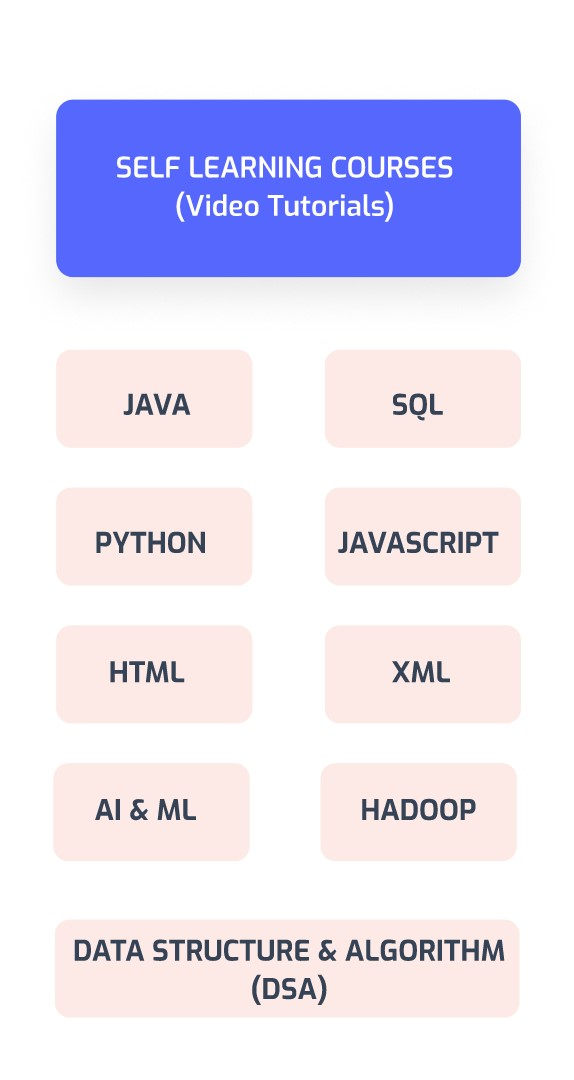 SELF LEARNING COURSES
(Video Tutorials)
JAVA
SQL
PYTHON
JAVASCRIPT
HTML
XML
AI & ML
HADOOP
DATA STRUCTURE & ALGORITHM
(DSA)